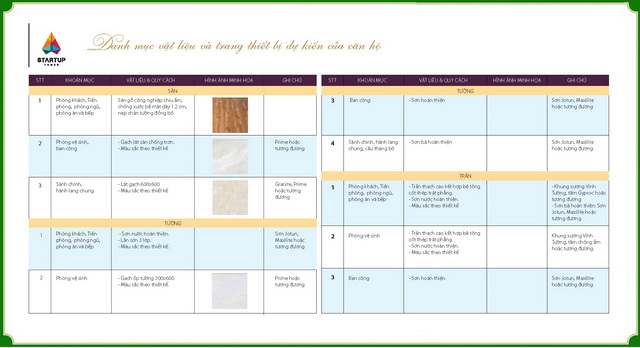 STARTUP
TOWER
Danh mục vật liệu và trang thiết bị dự kiến của căn hộ
STT KHOẢN MỤC VẬT LIỆU & QUY CÁCH HÌNH ẢNH MINH HỌA GHI CHÚ
SÀN
1 Phòng khách, Tiền phòng, phòng ngủ, phòng ăn và bếp Sàn gỗ công nghiệp chịu ẩm, chống xước bề mặt dày 1.2 cm, nẹp chân tường đồng bộ
2 Phòng vệ sinh, ban công - Gạch lát sàn chống trơn. - Màu sắc theo thiết kế Prime hoặc tương đương
3. Sảnh chính, hành lang chung - Lát gạch 600x600 - Màu sắc theo thiết kế Granite, Prime hoặc tương đương
TƯỜNG
1 Phòng khách, Tiền phòng, phòng ngủ, phòng ăn và bếp - Sơn nước hoàn thiện. - Lăn sơn 3 lớp. - Màu sắc theo thiết kế. Sơn Jotun, Maxilite hoặc tương đương
2 Phòng vệ sinh - Gạch ốp tường 300x600. - Màu sắc theo thiết kế. Prime hoặc tương đương
STT KHOẢN MỤC VẬT LIỆU & QUY CÁCH HÌNH ẢNH MINH HỌA GHI CHÚ
TƯỜNG
3 Ban công - Sơn hoàn thiện Sơn Jotun, Maxilite hoặc tương đương
4 Sảnh chính, hành lang chung, cầu thang bộ - Sơn bả hoàn thiện Sơn Jotun, Maxilite hoặc tương đương
TRẦN
1 Phòng khách, Tiền phòng, phòng ngủ, phòng ăn và bếp - Trần thạch cao kết hợp bê tông cốt thép trát phẳng. - Sơn nước hoàn thiện. - Màu sắc theo thiết kế - Khung xương Vĩnh Tường, tấm Gyproc hoặc tương đương - Sơn bả hoàn thiện: Sơn Jotun, Maxilite hoặc tương đương
2 Phòng vệ sinh - Trần thạch cao kết hợp bê tông cốt thép trát phẳng. - Sơn nước hoàn thiện. - Màu sắc theo thiết kế Khung xương Vĩnh Tường, tấm chống ẩm hoặc tương đương
3 Ban công - Sơn hoàn thiện. Sơn Jotun, Maxilite hoặc tương đương